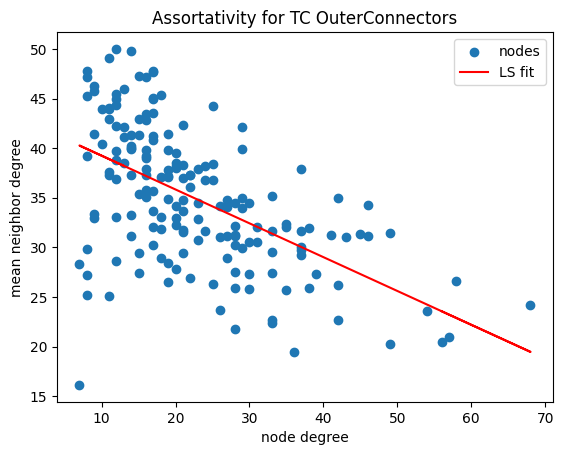 Assortativity for TC OuterConnectors
nodes
LS fit
mean neighbor degree
50
45
40
35
30
25
20
15
10 20 30 40 50 60 70
node degree